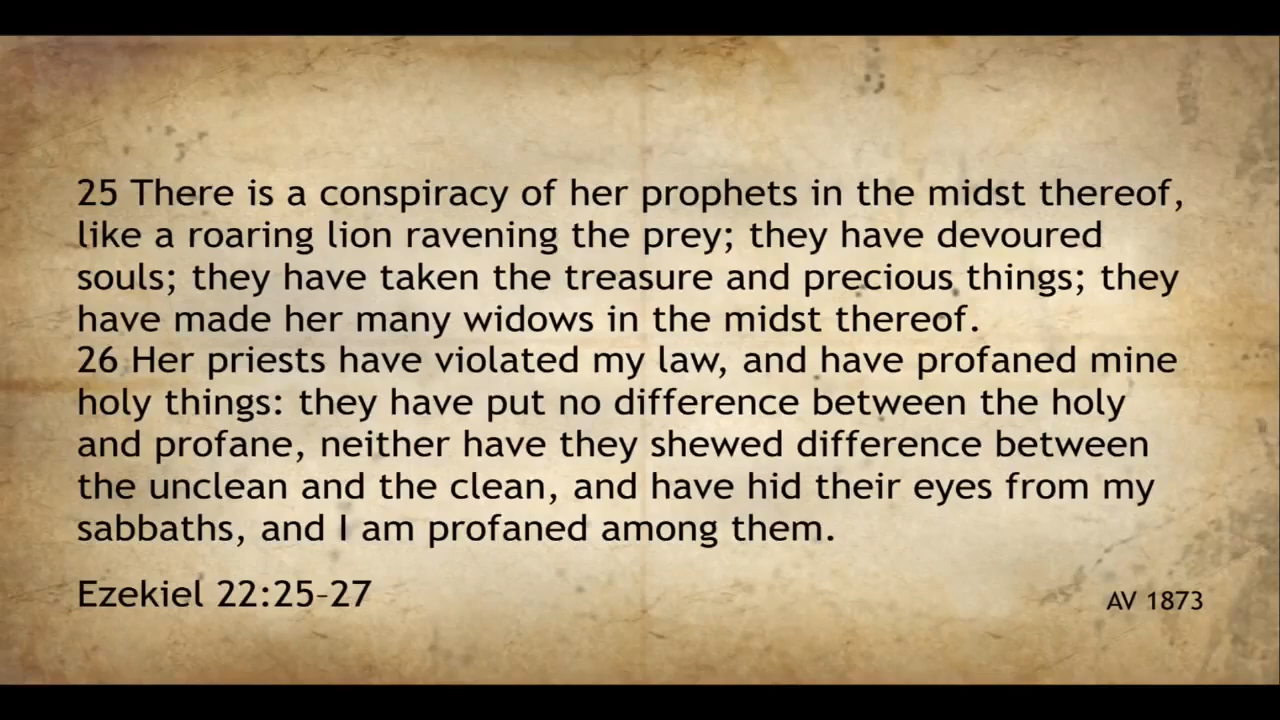 25 There is a conspiracy of her prophets in the midst thereof,
like a roaring lion ravening the prey; they have devoured
souls; they have taken the treasure and precious things; they
have made her many widows in the midst thereof.
26 Her priests have violated my law, and have profaned mine
holy things: they have put no difference between the holy
and profane, neither have they shewed difference between
the unclean and the clean, and have hid their eyes from my
sabbaths, and I am profaned among them.
Ezekiel 22:25–27
AV 1873